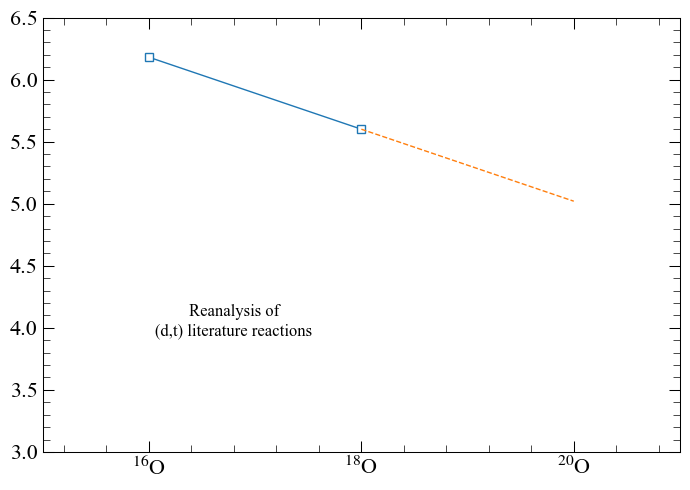 6.5
6.0
5.5
5.0
4.5
Reanalysis of
4.0
(d,t) literature reactions
3.5
3.0
¹⁶O ¹⁸O ²⁰O